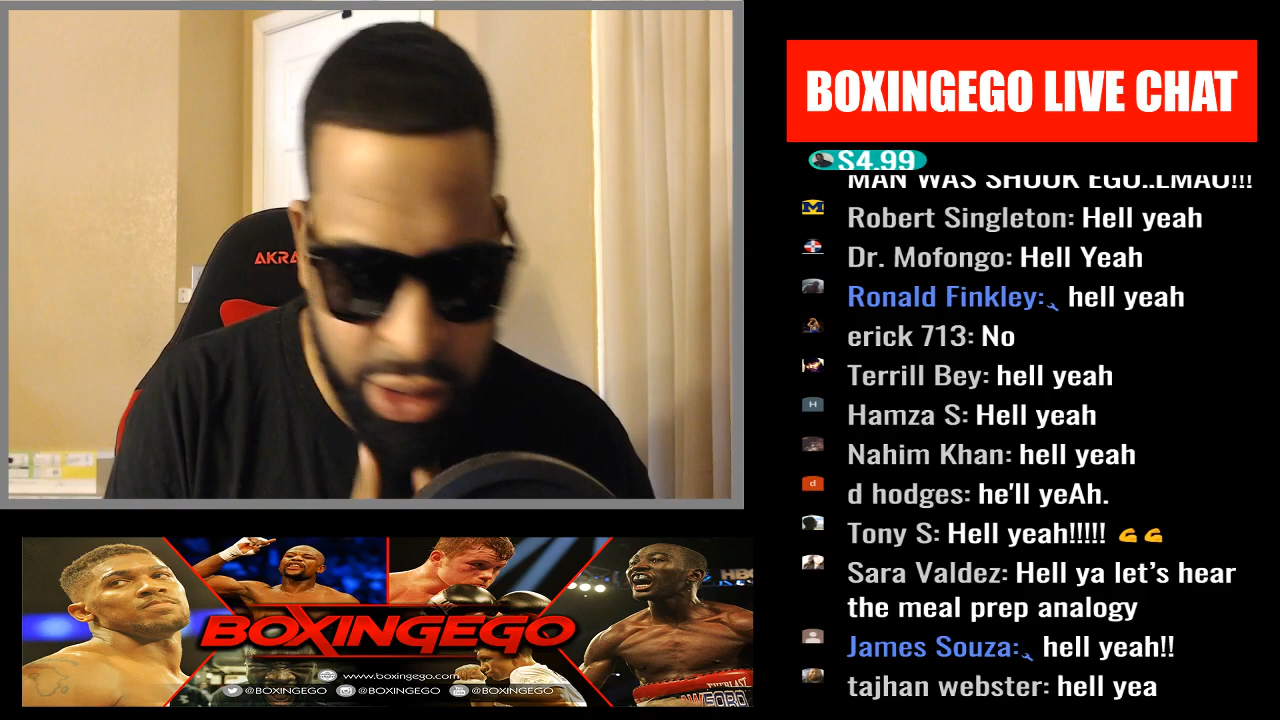 BOXINGEGO LIVE CHAT
$4.99
MAN WAS SHOOK EGO..LMAO!!!
Robert Singleton: Hell yeah
Dr. Mofongo: Hell Yeah
Ronald Finkley: hell yeah
erick 713: No
Terrill Bey: hell yeah
H
Hamza S: Hell yeah
Nahim Khan: hell yeah
d
d hodges: he'll yeAh.
Tony S: Hell yeah!!!!! 💪💪
Sara Valdez: Hell ya let’s hear
the meal prep analogy
James Souza: hell yeah!!
tajhan webster: hell yea
AKRA
BOXINGEGO
www.boxingego.com
@BOXINGEGO @BOXINGEGO @BOXINGEGO
HBO
EVERLAST